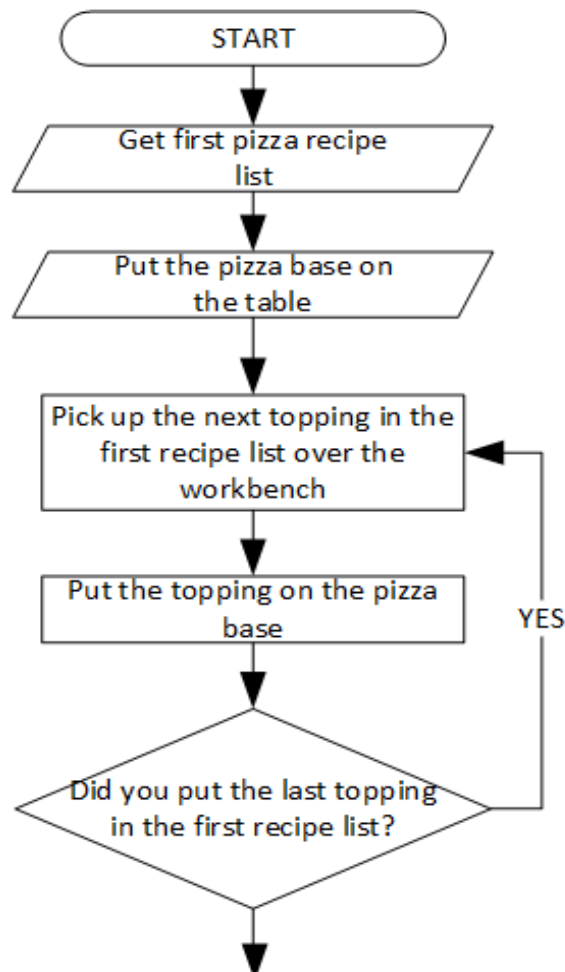 START
Get first pizza recipe
list
Put the pizza base on
the table
Pick up the next topping in the
first recipe list over the
workbench
Put the topping on the pizza
base
YES
Did you put the last topping
in the first recipe list?